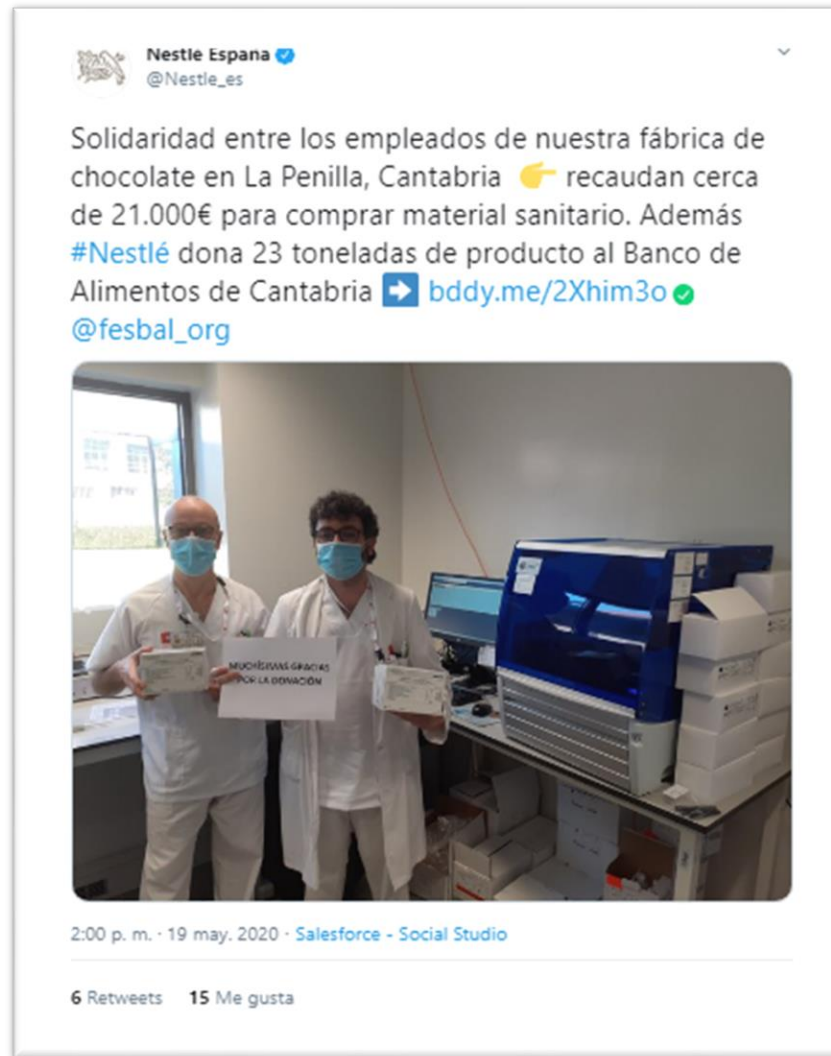 Nestlé España
@Nestle_es
Solidaridad entre los empleados de nuestra fábrica de
chocolate en La Penilla, Cantabria 👉 recaudan cerca
de 21.000€ para comprar material sanitario. Además
#Nestlé dona 23 toneladas de producto al Banco de
Alimentos de Cantabria ➡ bddy.me/2Xhim3o
@fesbal_org
MUCHÍSIMAS GRACIAS
POR LA DONACIÓN
2:00 p. m. · 19 may. 2020 · Salesforce - Social Studio
6 Retweets 15 Me gusta